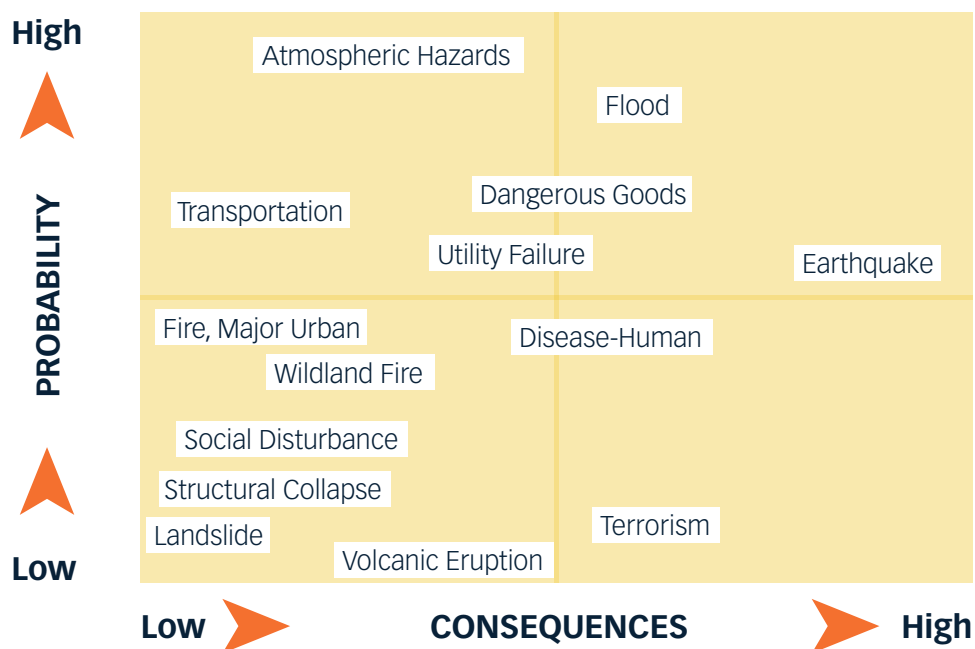 High
Atmospheric Hazards
Flood
Dangerous Goods
Transportation
Utility Failure
Earthquake
PROBABILITY
Fire, Major Urban
Disease-Human
Wildland Fire
Social Disturbance
Structural Collapse
Terrorism
Landslide
Volcanic Eruption
Low
Low
CONSEQUENCES
High